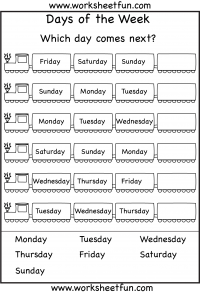 www.worksheetfun.com
Days of the Week
Which day comes next?
Friday Saturday Sunday
Sunday Monday Tuesday
Monday Tuesday Wednesday
Saturday Sunday Monday
Wednesday Thursday Friday
Tuesday Wednesday Thursday
Monday Tuesday Wednesday
Thursday Friday Saturday
Sunday
www.worksheetfun.com